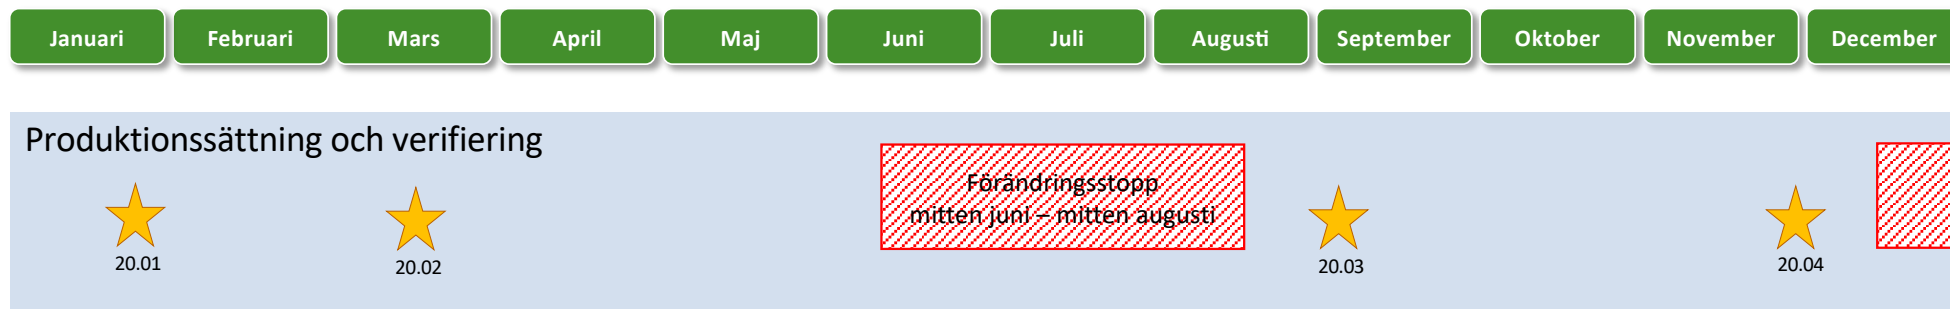 Januari Februari Mars April Maj Juni Juli Augusti September Oktober November December
Produktionssättning och verifiering
Förändringsstopp
mitten juni – mitten augusti
20.01 20.02 20.03 20.04